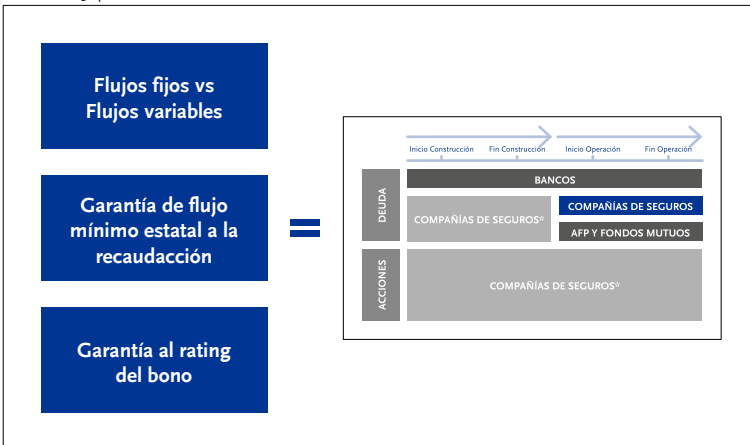 Flujos fijos vs
Flujos variables
Garantía de flujo
mínimo estatal a la
recaudacción
Garantía al rating
del bono
=
Inicio Construcción Fin Construcción Inicio Operación Fin Operación
DEUDA
BANCOS
COMPAÑÍAS DE SEGUROS*
COMPAÑÍAS DE SEGUROS
AFP Y FONDOS MUTUOS
ACCIONES
COMPAÑÍAS DE SEGUROS*